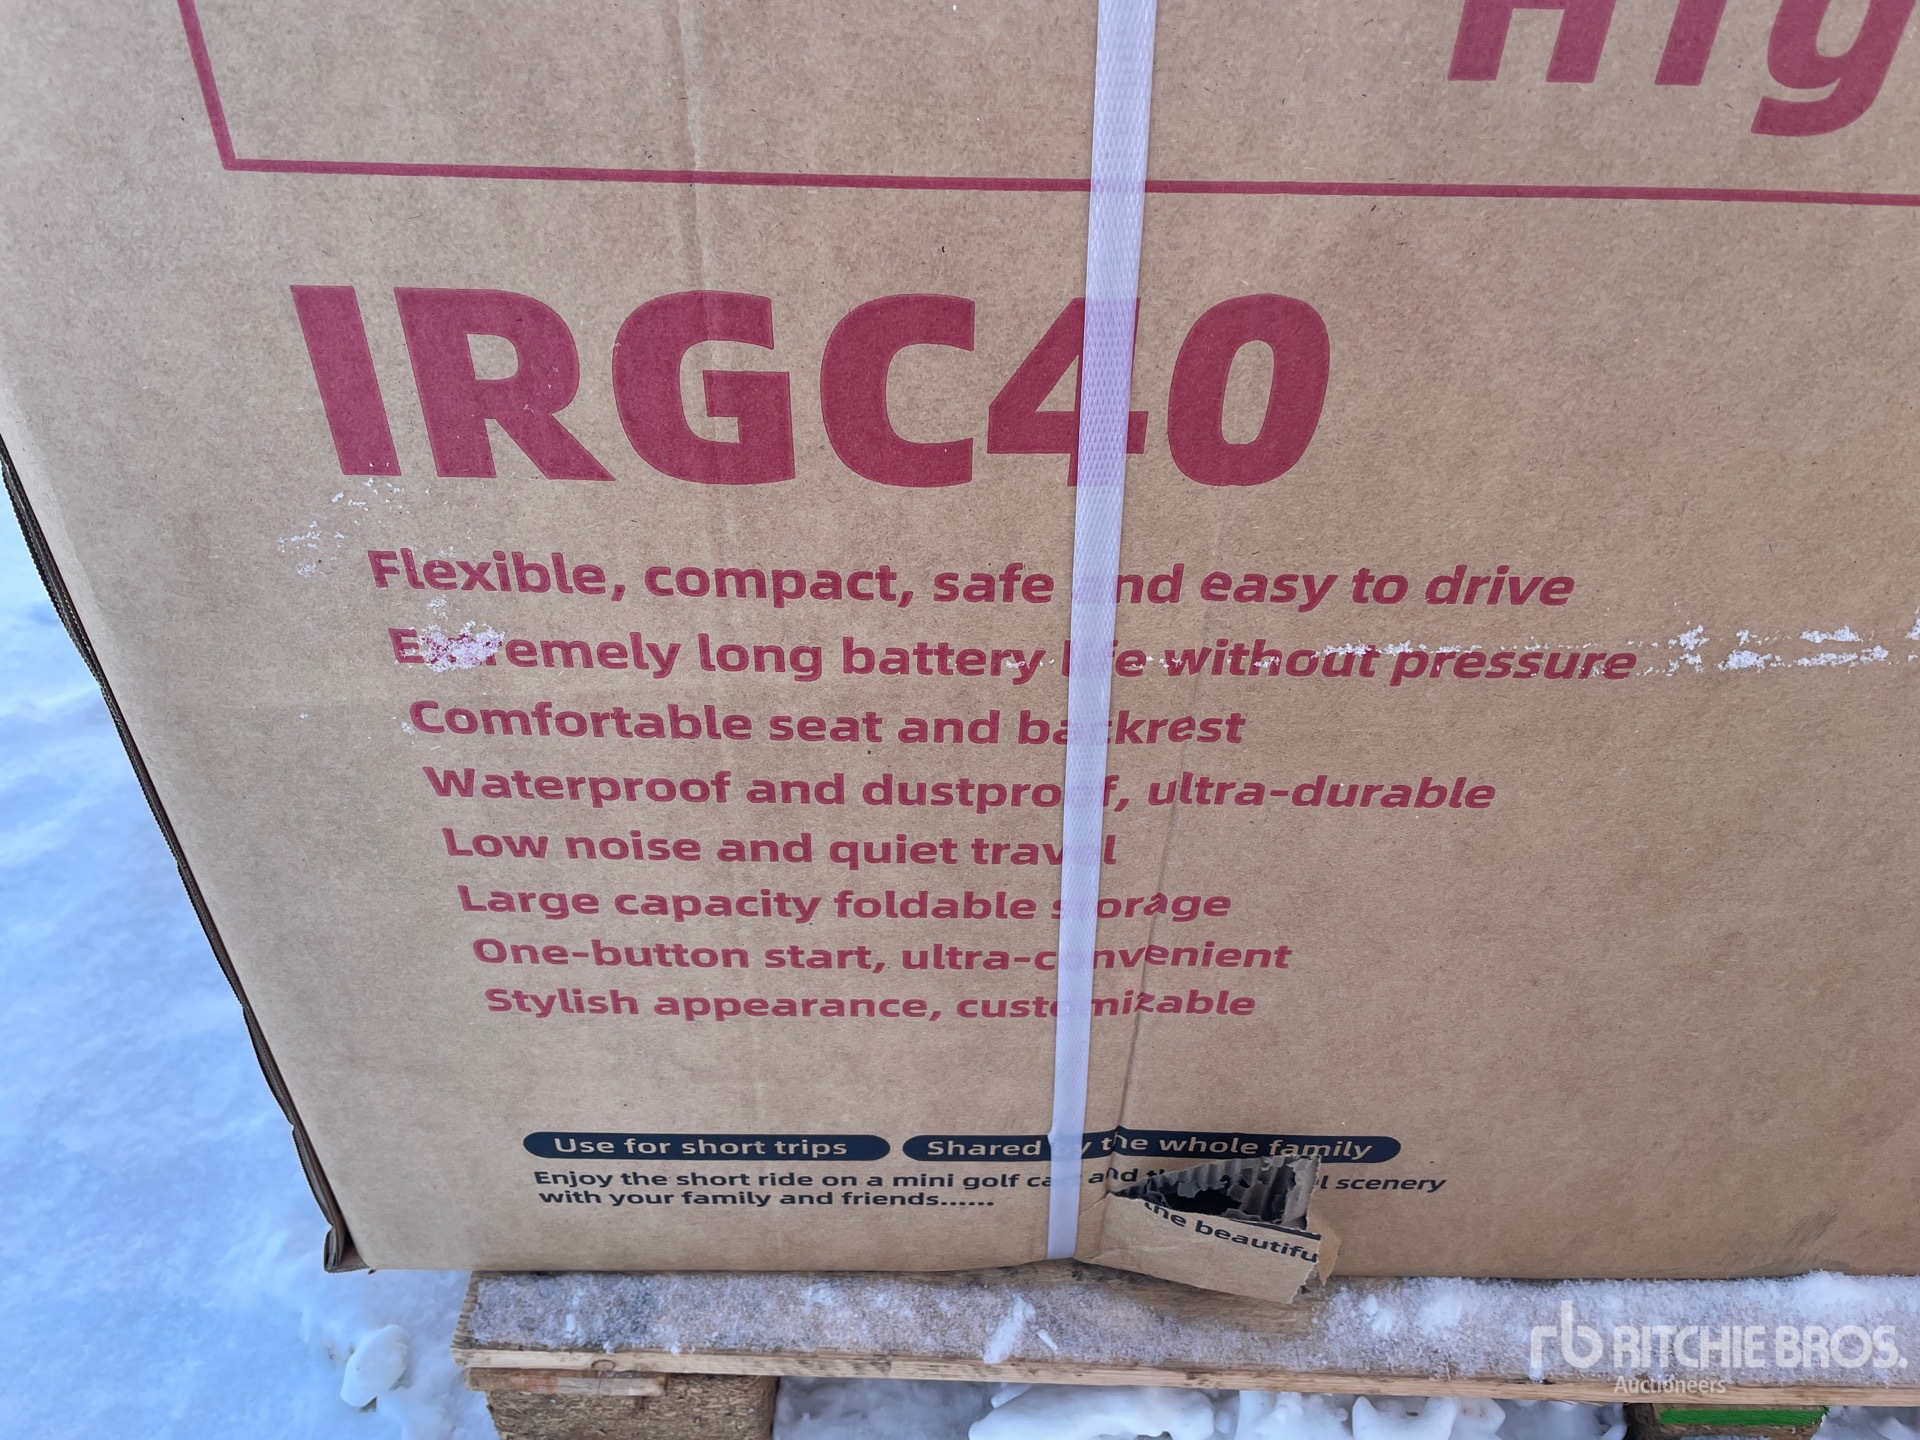 Hig
IRGC40
Flexible, compact, safe and easy to drive
Extremely long battery life without pressure
Comfortable seat and backrest
Waterproof and dustproof, ultra-durable
Low noise and quiet travel
Large capacity foldable storage
One-button start, ultra-convenient
Stylish appearance, customizable
Use for short trips Shared by the whole family
Enjoy the short ride on a mini golf cart and the beautiful scenery
with your family and friends......
rb RITCHIE BROS.
Auctioneers